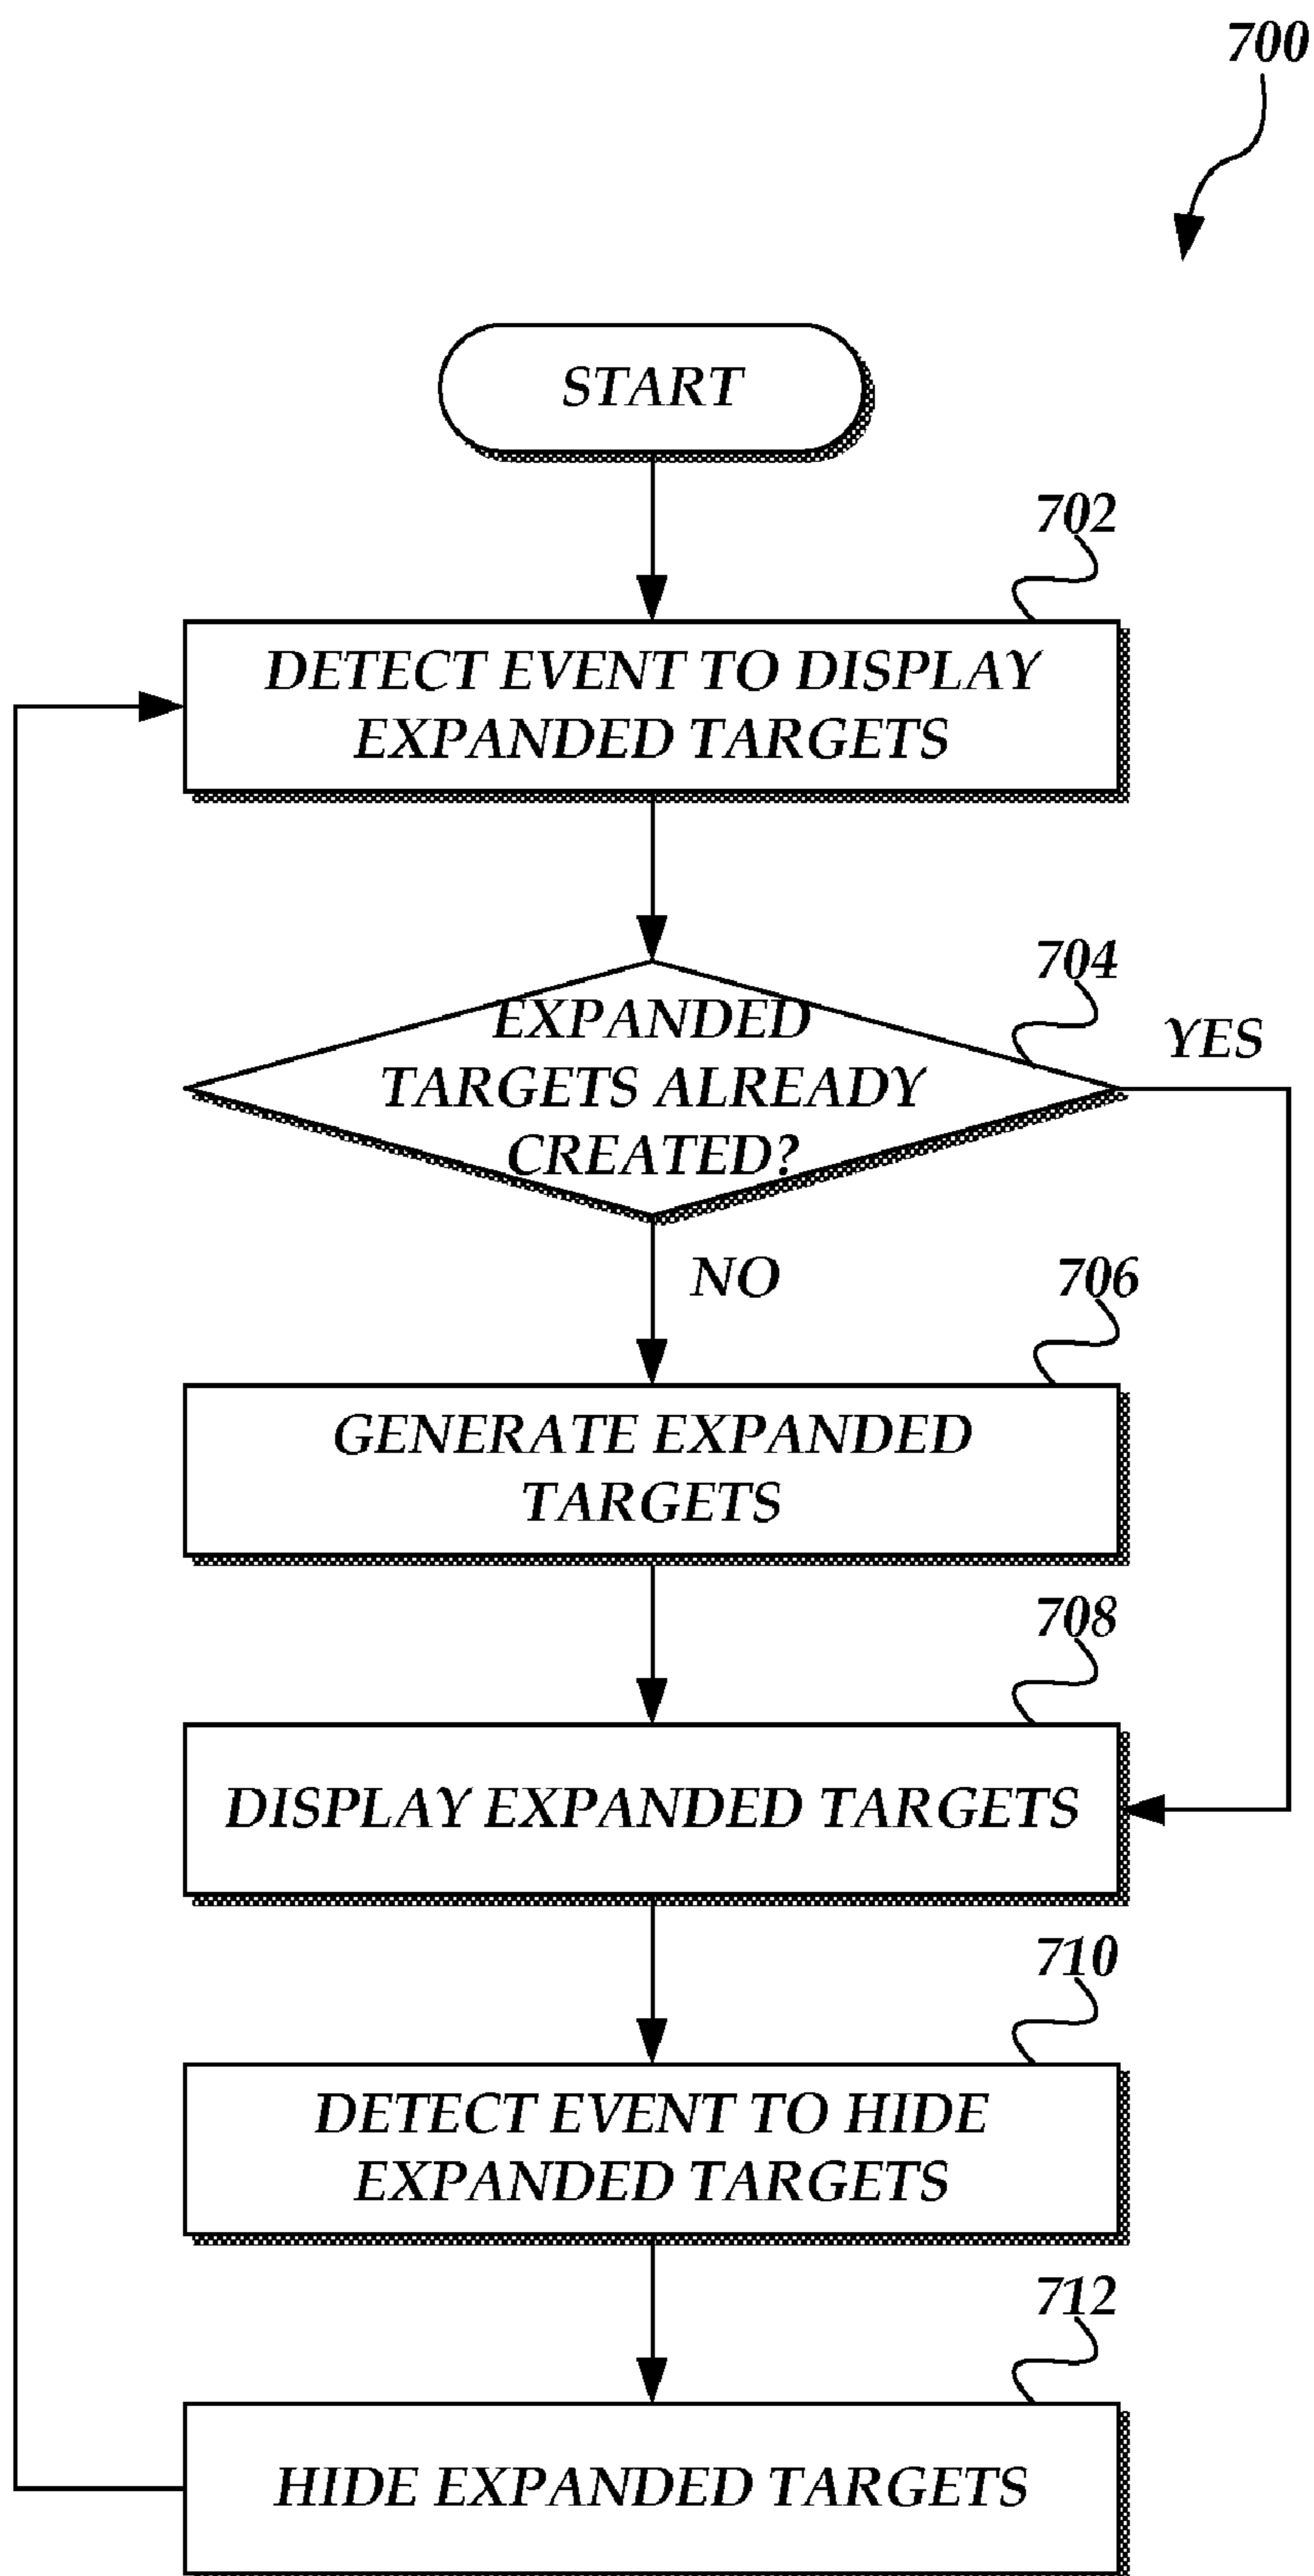 700
START
702
DETECT EVENT TO DISPLAY
EXPANDED TARGETS
704
EXPANDED
TARGETS ALREADY
CREATED?
YES
NO
706
GENERATE EXPANDED
TARGETS
708
DISPLAY EXPANDED TARGETS
710
DETECT EVENT TO HIDE
EXPANDED TARGETS
712
HIDE EXPANDED TARGETS